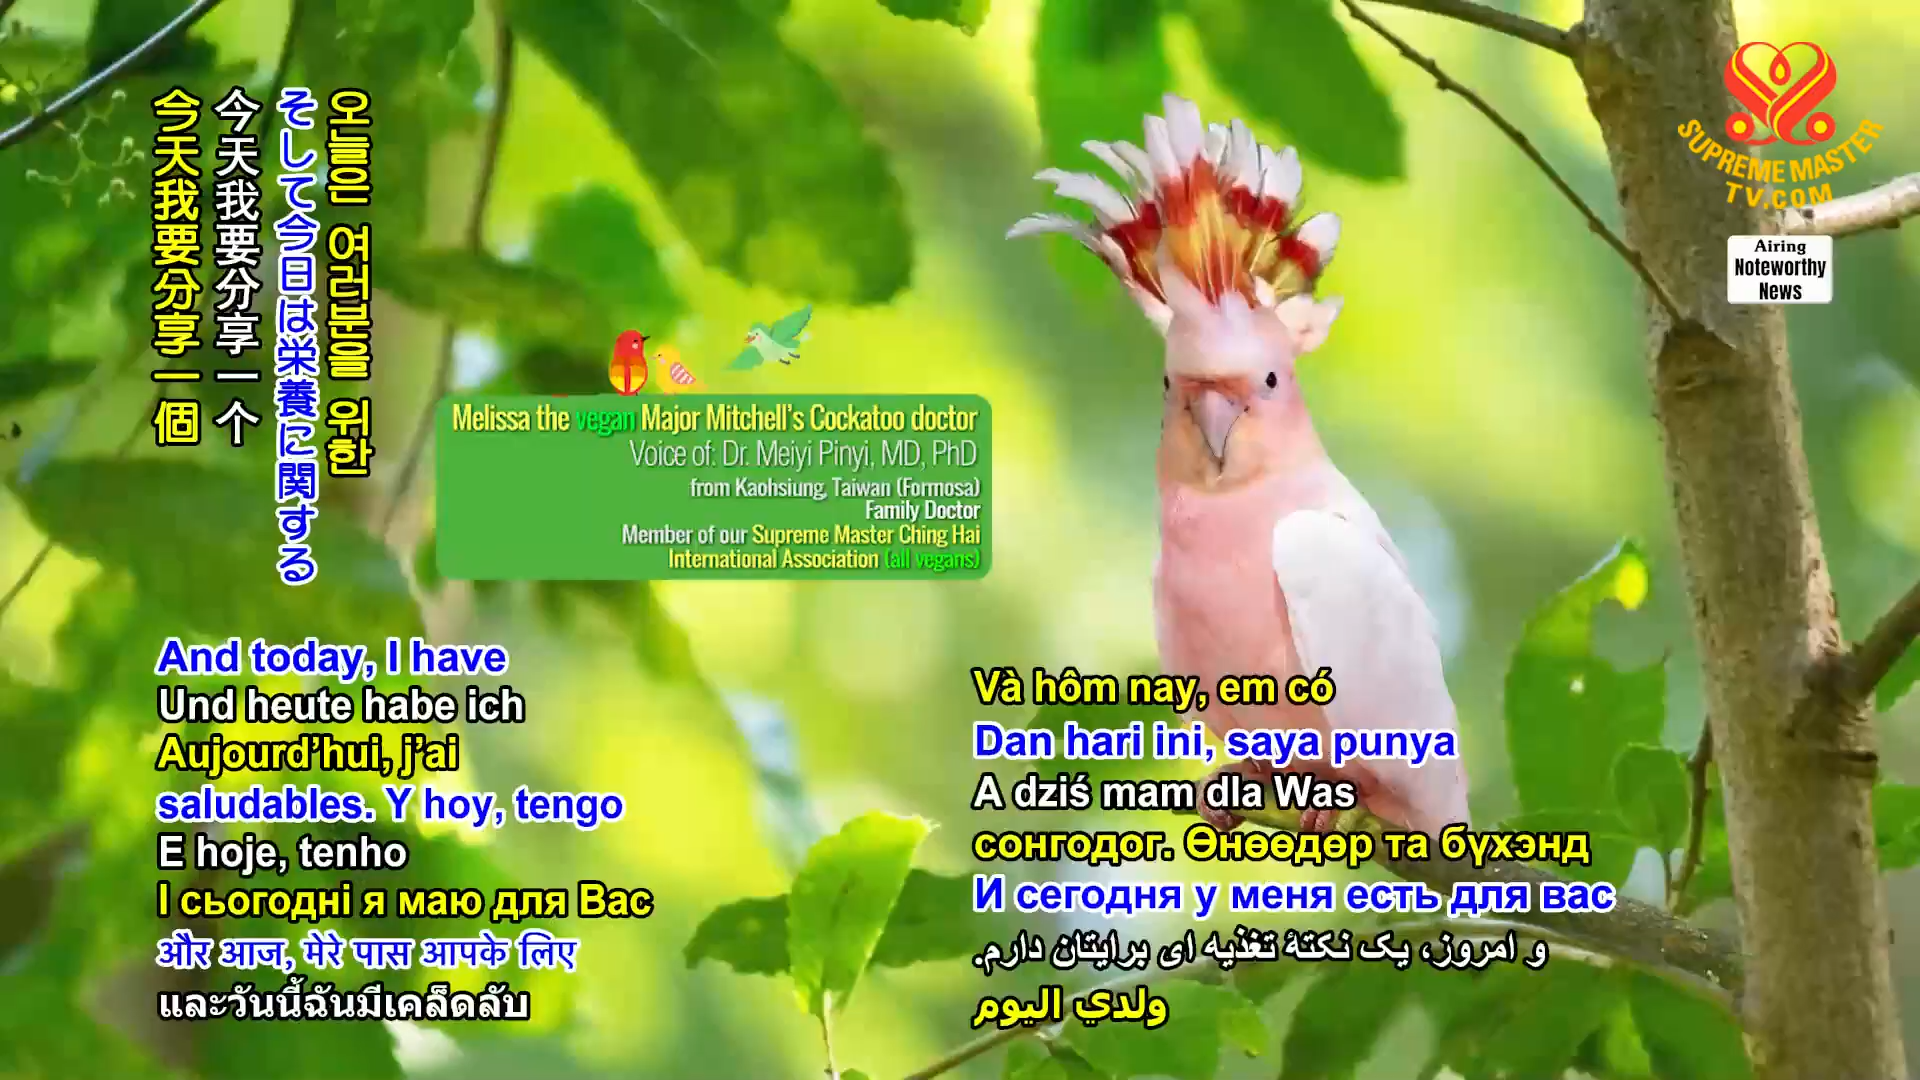 오늘은 여러분을 위한
そして今日は栄養に関する
今天我要分享一个
今天我要分享一個
SUPREME MASTER
TV.COM
Airing
Noteworthy
News
Melissa the vegan Major Mitchell's Cockatoo doctor
Voice of: Dr. Meiyi Pinyi, MD, PhD
from Kaohsiung, Taiwan (Formosa)
Family Doctor
Member of our Supreme Master Ching Hai
International Association (all vegans)
And today, I have
Und heute habe ich
Aujourd’hui, j’ai
saludables. Y hoy, tengo
E hoje, tenho
І сьогодні я маю для Вас
और आज, मेरे पास आपके लिए
และวันนี้ฉันมีเคล็ดลับ
Và hôm nay, em có
Dan hari ini, saya punya
A dziś mam dla Was
сонгодог. Өнөөдөр та бүхэнд
И сегодня у меня есть для вас
و امروز، یک نکتهٔ تغذیه ای برایتان دارم.
ولدي اليوم